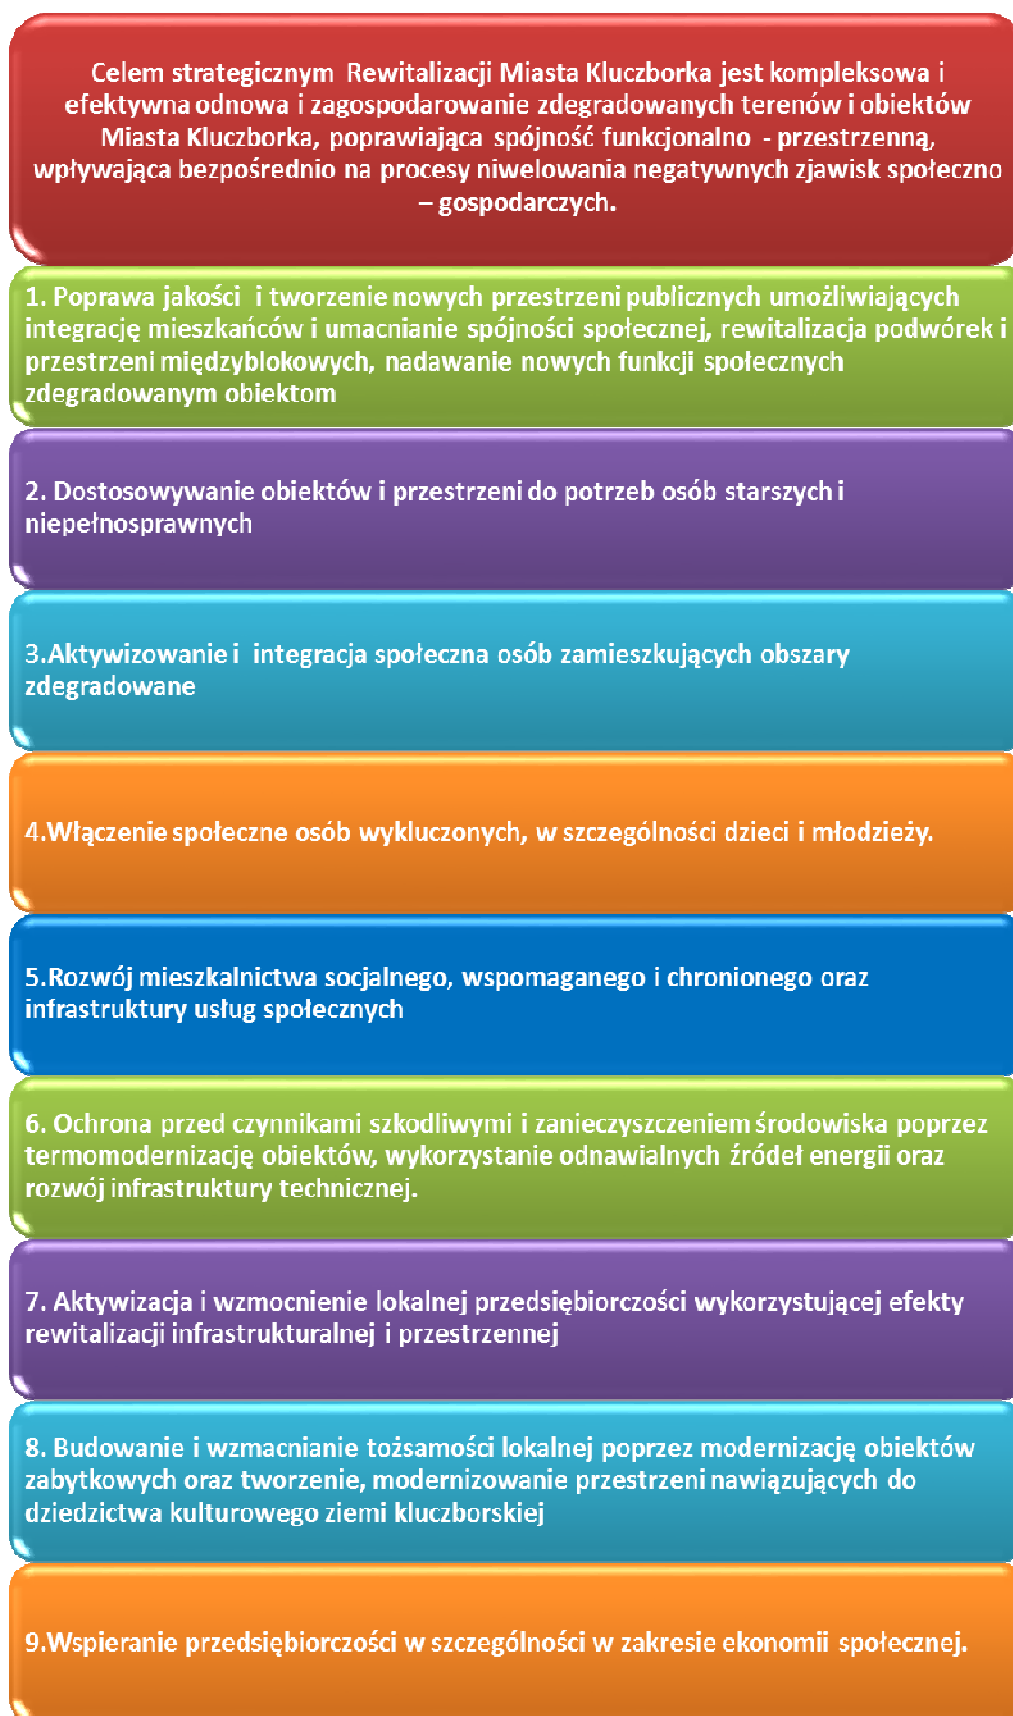 Celem strategicznym Rewitalizacji Miasta Kluczborka jest kompleksowa i
efektywna odnowa i zagospodarowanie zdegradowanych terenów i obiektów
Miasta Kluczborka, poprawiająca spójność funkcjonalno - przestrzenną,
wpływająca bezpośrednio na procesy niwelowania negatywnych zjawisk społeczno
– gospodarczych.
1. Poprawa jakości i tworzenie nowych przestrzeni publicznych umożliwiających
integrację mieszkańców i umacnianie spójności społecznej, rewitalizacja podwórek i
przestrzeni międzyblokowych, nadawanie nowych funkcji społecznych
zdegradowanym obiektom
2. Dostosowywanie obiektów i przestrzeni do potrzeb osób starszych i
niepełnosprawnych
3.Aktywizowanie i integracja społeczna osób zamieszkujących obszary
zdegradowane
4.Włączenie społeczne osób wykluczonych, w szczególności dzieci i młodzieży.
5.Rozwój mieszkalnictwa socjalnego, wspomaganego i chronionego oraz
infrastruktury usług społecznych
6. Ochrona przed czynnikami szkodliwymi i zanieczyszczeniem środowiska poprzez
termomodernizację obiektów, wykorzystanie odnawialnych źródeł energii oraz
rozwój infrastruktury technicznej.
7. Aktywizacja i wzmocnienie lokalnej przedsiębiorczości wykorzystującej efekty
rewitalizacji infrastrukturalnej i przestrzennej
8. Budowanie i wzmacnianie tożsamości lokalnej poprzez modernizację obiektów
zabytkowych oraz tworzenie, modernizowanie przestrzeni nawiązujących do
dziedzictwa kulturowego ziemi kluczborskiej
9.Wspieranie przedsiębiorczości w szczególności w zakresie ekonomii społecznej.